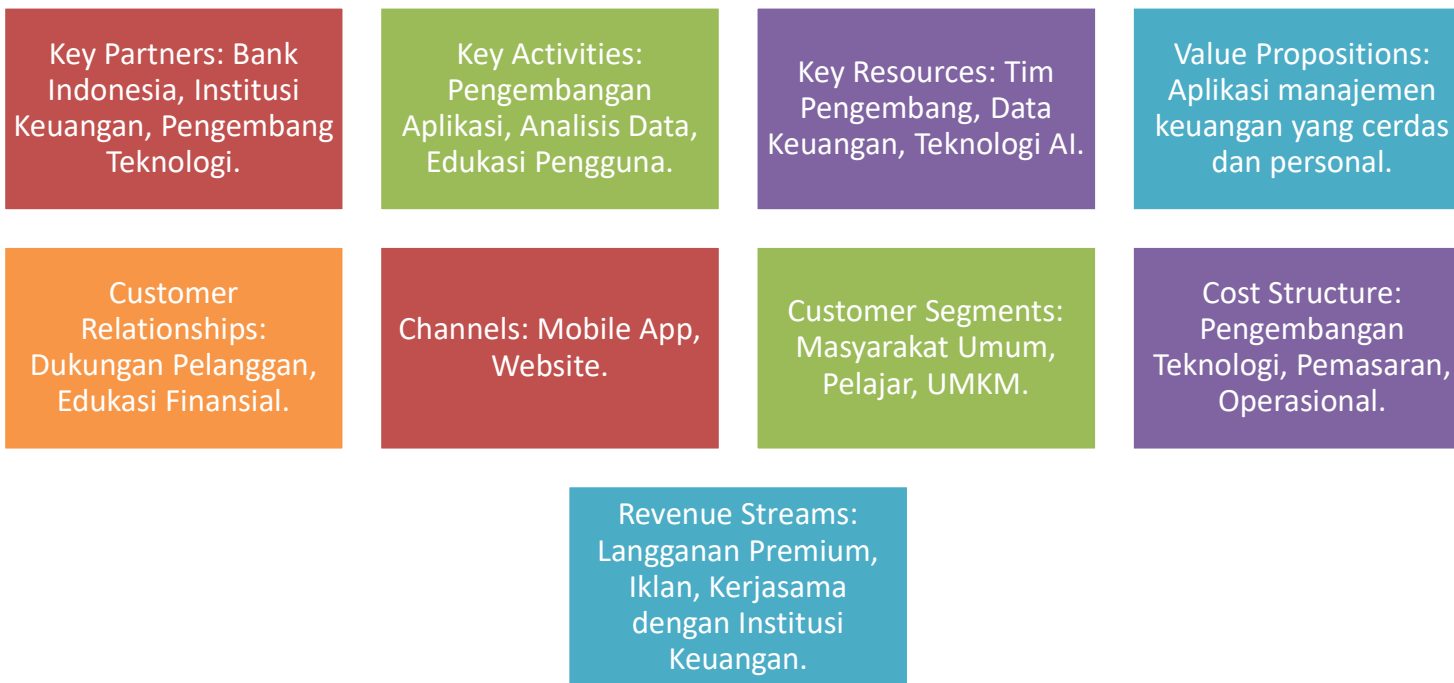 Key Partners: Bank
Indonesia, Institusi
Keuangan, Pengembang
Teknologi.
Key Activities:
Pengembangan
Aplikasi, Analisis Data,
Edukasi Pengguna.
Key Resources: Tim
Pengembang, Data
Keuangan, Teknologi AI.
Value Propositions:
Aplikasi manajemen
keuangan yang cerdas
dan personal.
Customer
Relationships:
Dukungan Pelanggan,
Edukasi Finansial.
Channels: Mobile App,
Website.
Customer Segments:
Masyarakat Umum,
Pelajar, UMKM.
Cost Structure:
Pengembangan
Teknologi, Pemasaran,
Operasional.
Revenue Streams:
Langganan Premium,
Iklan, Kerjasama
dengan Institusi
Keuangan.